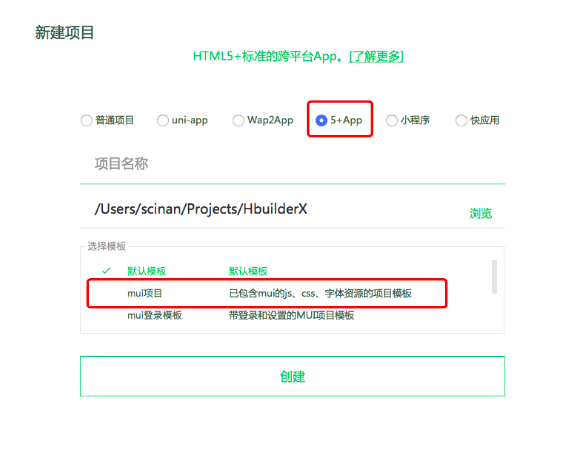 新建项目
HTML5+标准的跨平台App。[了解更多]
普通项目 uni-app Wap2App 5+App 小程序 快应用
项目名称
/Users/scinan/Projects/HbuilderX 浏览
选择模板
默认模板 默认模板
mui项目 已包含mui的js、css、字体资源的项目模板
mui登录模板 带登录和设置的MUI项目模板
创建